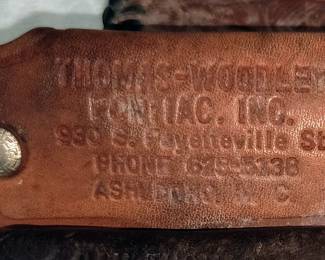 THOMAS-WOODLEY
PONTIAC, INC.
930 S. Fayetteville St
PHONE 625-5138
ASHEBORO, N. C.